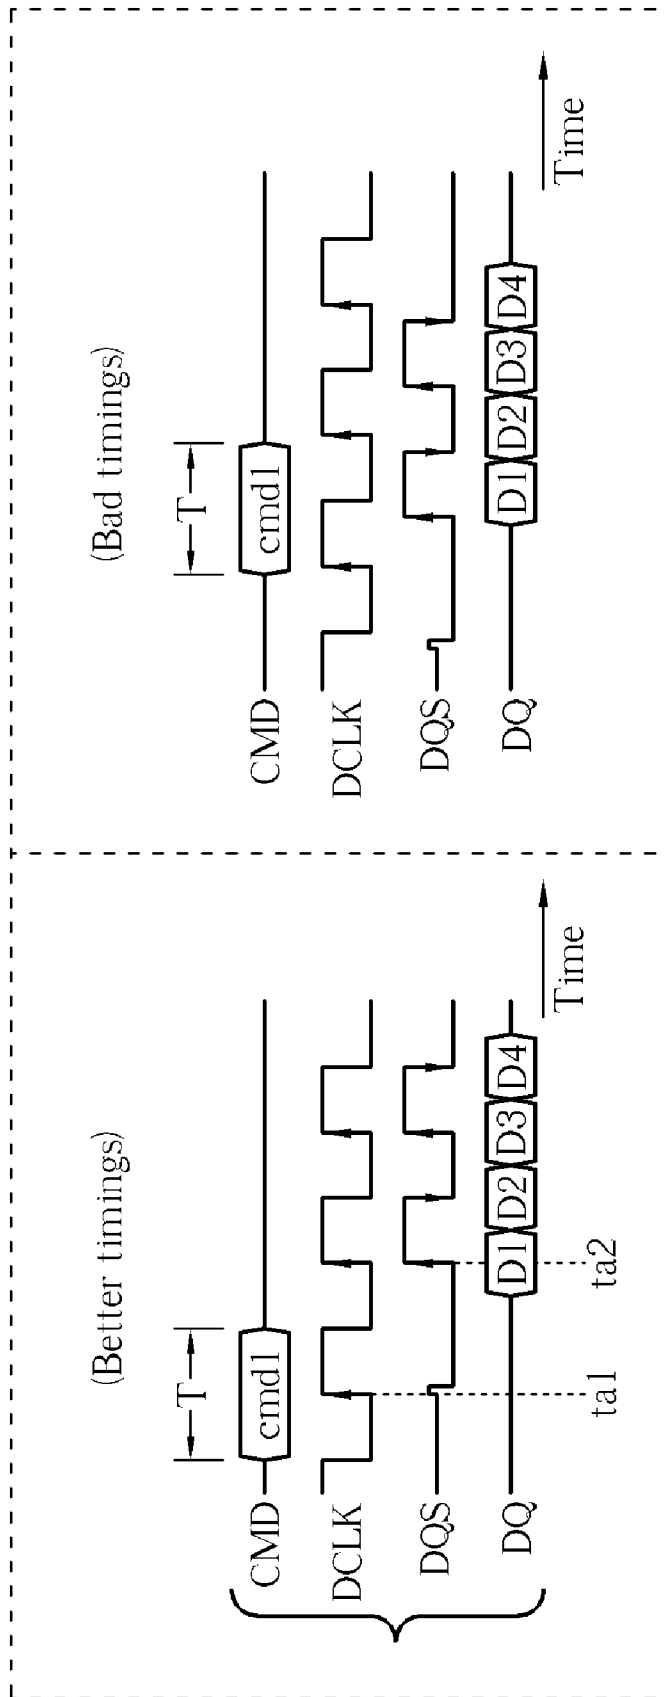 (Better timings)
T
CMD
cmd1
DCLK
DQS
DQ
D1 D2 D3 D4
Time
ta1
ta2
(Bad timings)
T
CMD
cmd1
DCLK
DQS
DQ
D1 D2 D3 D4
Time